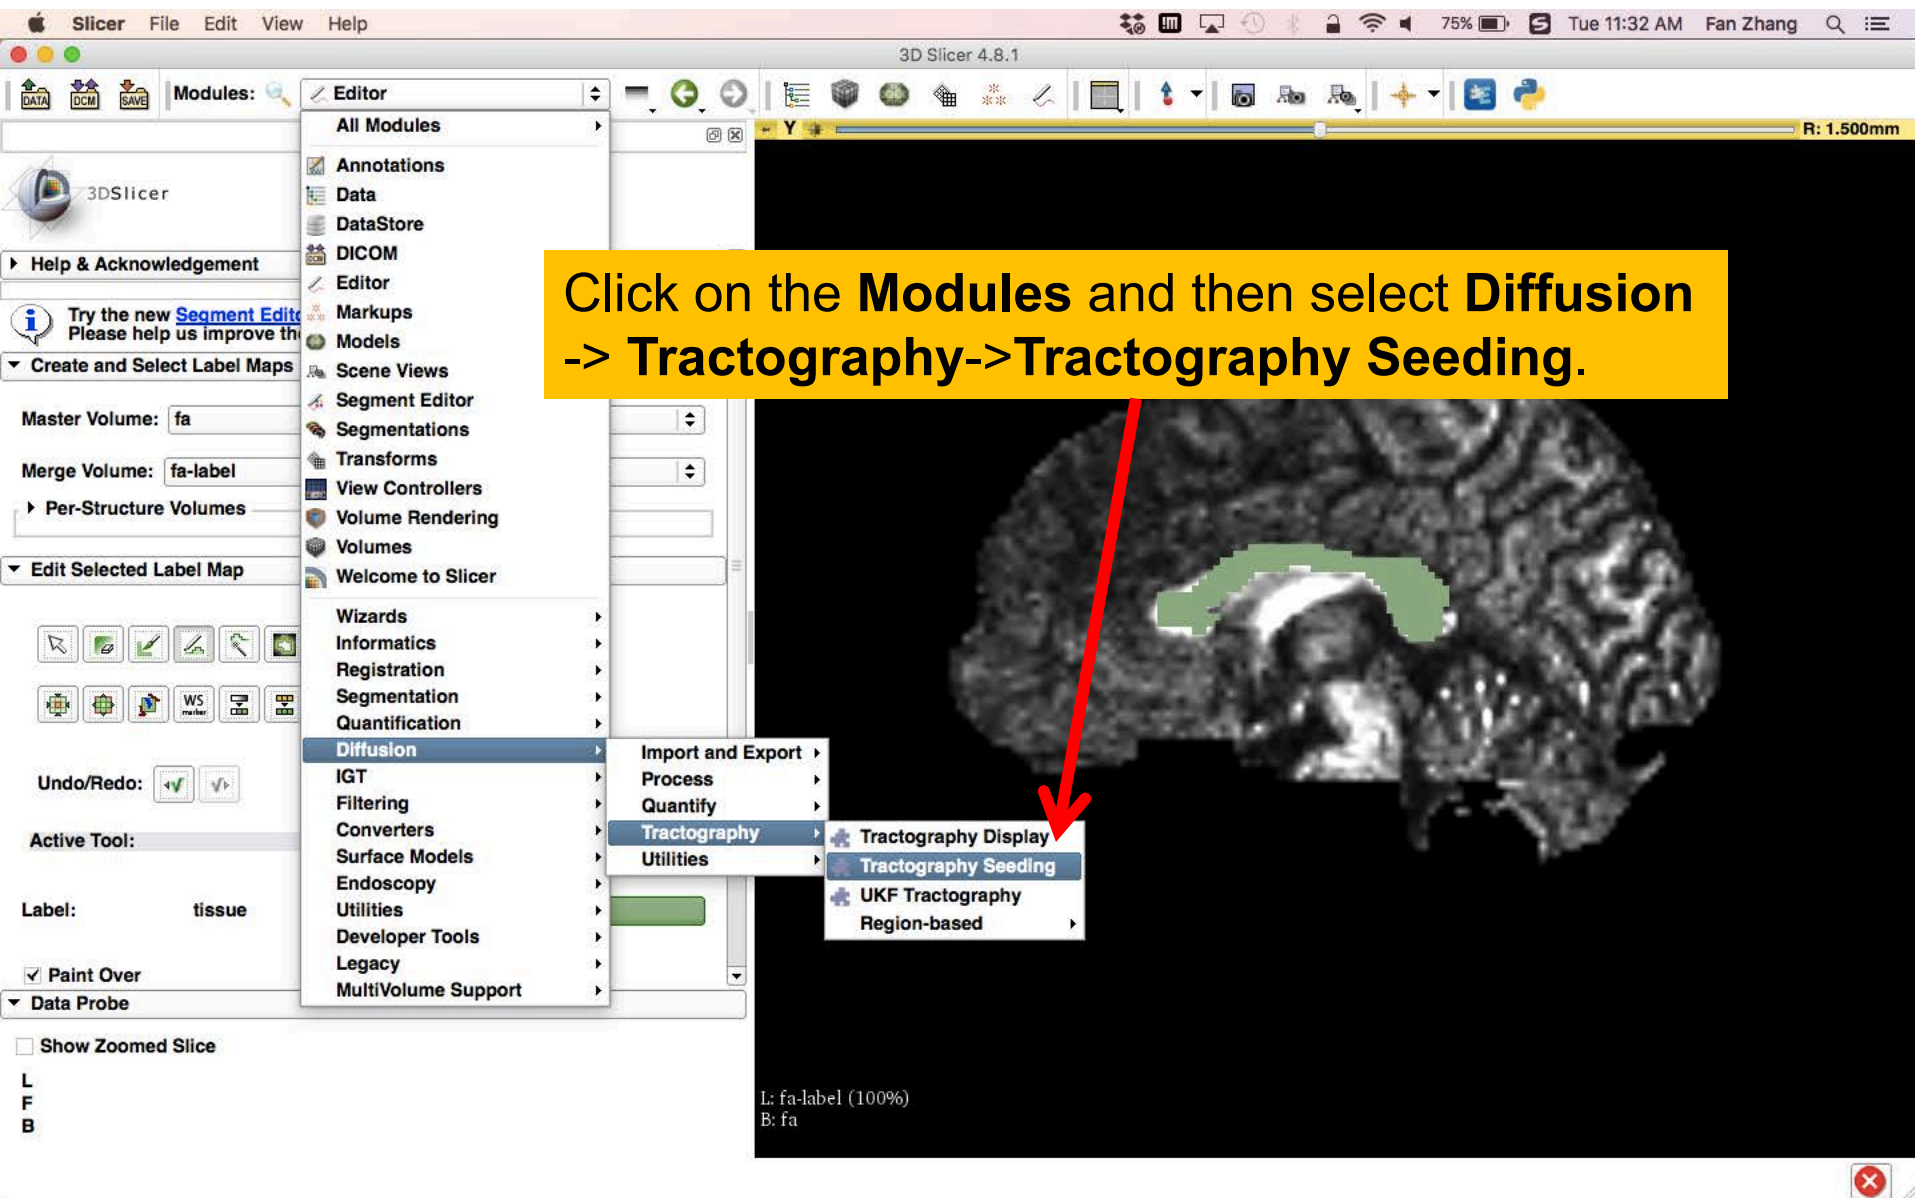 Slicer File Edit View Help
75% Tue 11:32 AM Fan Zhang
3D Slicer 4.8.1
DATA DCM SAVE Modules: Editor
Y R: 1.500mm
All Modules
Annotations
Data
DataStore
DICOM
Editor
Markups
Models
Scene Views
Segment Editor
Segmentations
Transforms
View Controllers
Volume Rendering
Volumes
Welcome to Slicer
Wizards
Informatics
Registration
Segmentation
Quantification
Diffusion
IGT
Filtering
Converters
Surface Models
Endoscopy
Utilities
Developer Tools
Legacy
MultiVolume Support
Import and Export
Process
Quantify
Tractography
Utilities
Tractography Display
Tractography Seeding
UKF Tractography
Region-based
Click on the Modules and then select Diffusion
-> Tractography->Tractography Seeding.
3DSlicer
Help & Acknowledgement
Try the new Segment Edito
Please help us improve th
Create and Select Label Maps
Master Volume: fa
Merge Volume: fa-label
Per-Structure Volumes
Edit Selected Label Map
WS
Undo/Redo:
Active Tool:
Label: tissue
Paint Over
Data Probe
Show Zoomed Slice
L
F
B
L: fa-label (100%)
B: fa